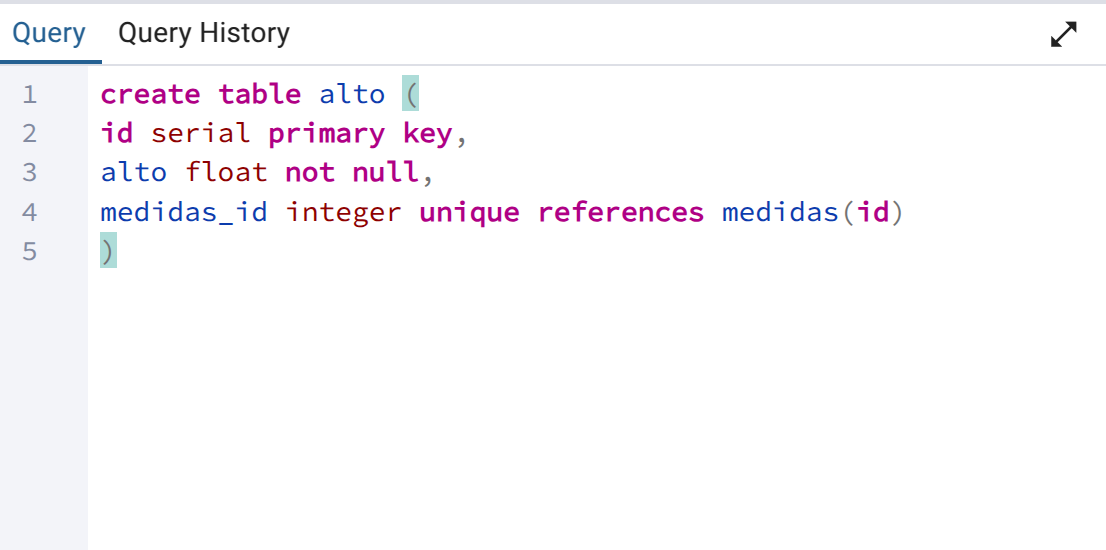 Query Query History
1 create table alto (
2 id serial primary key,
3 alto float not null,
4 medidas_id integer unique references medidas(id)
5 )